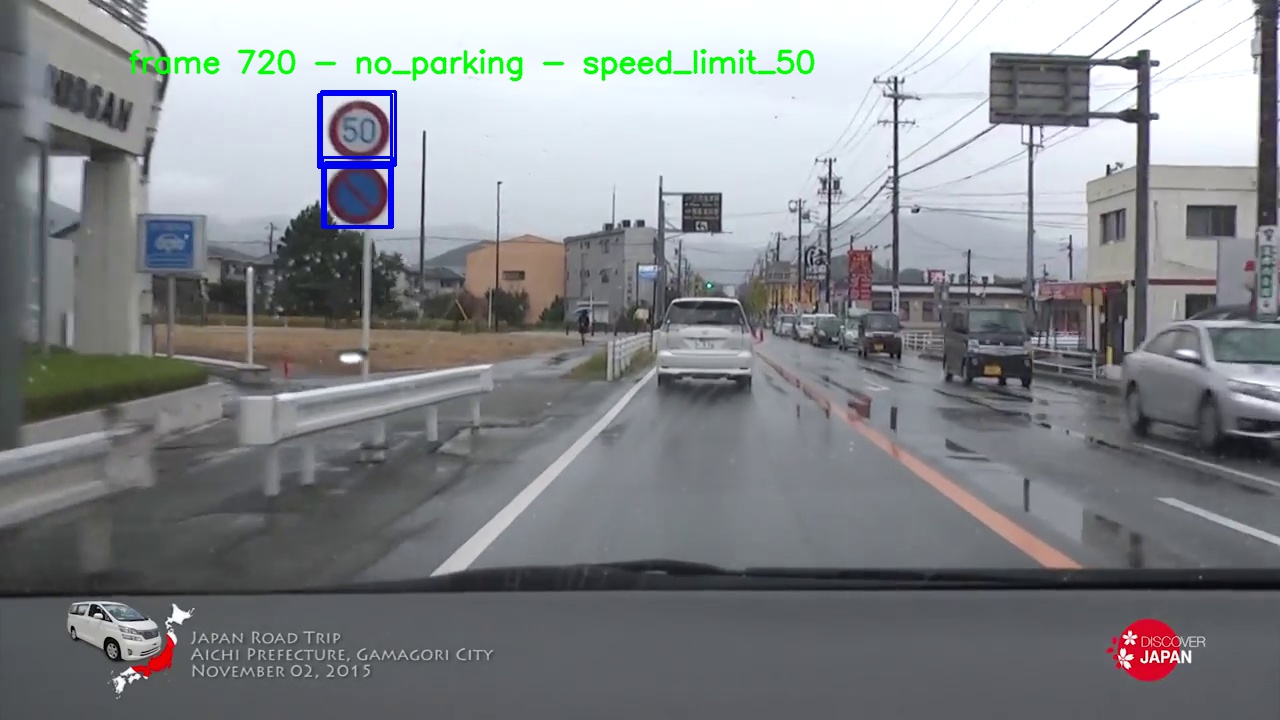 frame 720 - no_parking - speed_limit_50
NISSAN
50
JAPAN ROAD TRIP
AICHI PREFECTURE, GAMAGORI CITY
NOVEMBER 02, 2015
DISCOVER
JAPAN